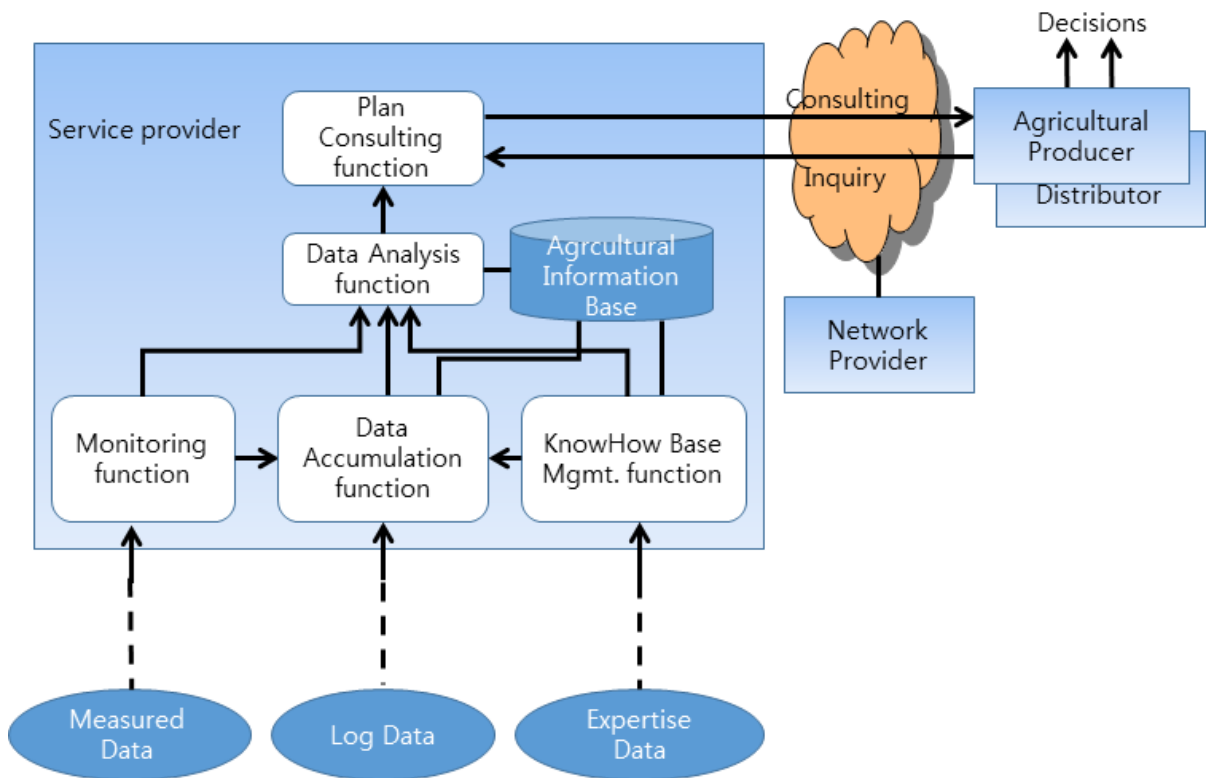 Decisions
Service provider
Plan
Consulting
function
Consulting
Agricultural
Producer
Inquiry
Distributor
Data Analysis
function
Agrcultural
Information
Base
Network
Provider
Monitoring
function
Data
Accumulation
function
KnowHow Base
Mgmt. function
Measured
Data
Log Data
Expertise
Data